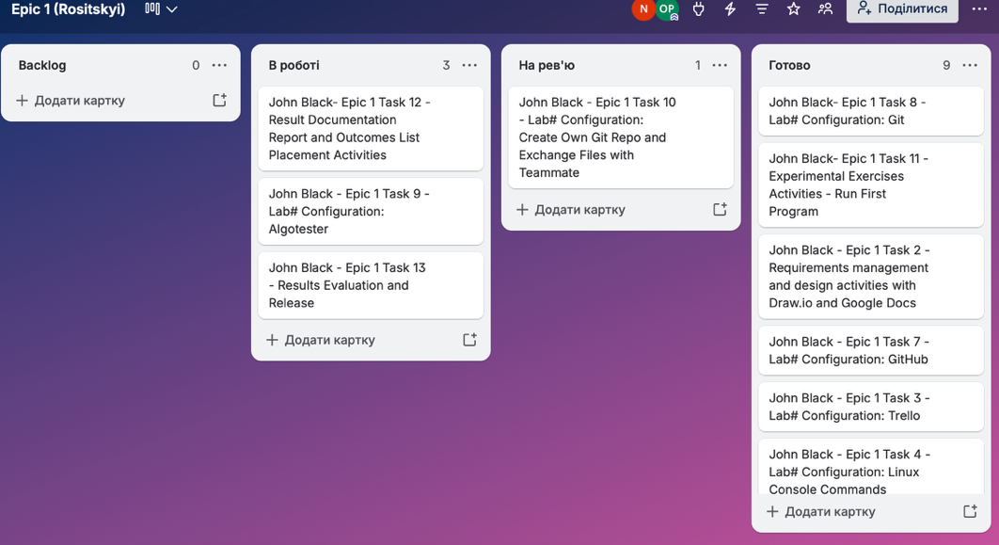 Epic 1 (Rositskyi)
N
OP
Поділитися
Backlog
0
Додати картку
В роботі
3
John Black- Epic 1 Task 12 -
Result Documentation
Report and Outcomes List
Placement Activities
John Black - Epic 1 Task 9 -
Lab# Configuration:
Algotester
John Black - Epic 1 Task 13
- Results Evaluation and
Release
Додати картку
На рев'ю
1
John Black - Epic 1 Task 10
- Lab# Configuration:
Create Own Git Repo and
Exchange Files with
Teammate
Додати картку
Готово
9
John Black- Epic 1 Task 8 -
Lab# Configuration: Git
John Black- Epic 1 Task 11 -
Experimental Exercises
Activities - Run First
Program
John Black - Epic 1 Task 2 -
Requirements management
and design activities with
Draw.io and Google Docs
John Black - Epic 1 Task 7 -
Lab# Configuration: GitHub
John Black - Epic 1 Task 3 -
Lab# Configuration: Trello
John Black - Epic 1 Task 4 -
Lab# Configuration: Linux
Console Commands
Додати картку